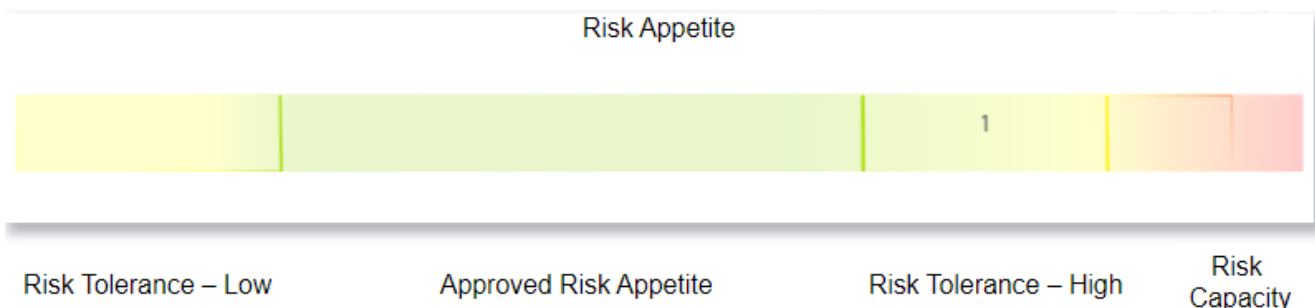 Risk Appetite
1
Risk Tolerance – Low
Approved Risk Appetite
Risk Tolerance – High
Risk
Capacity